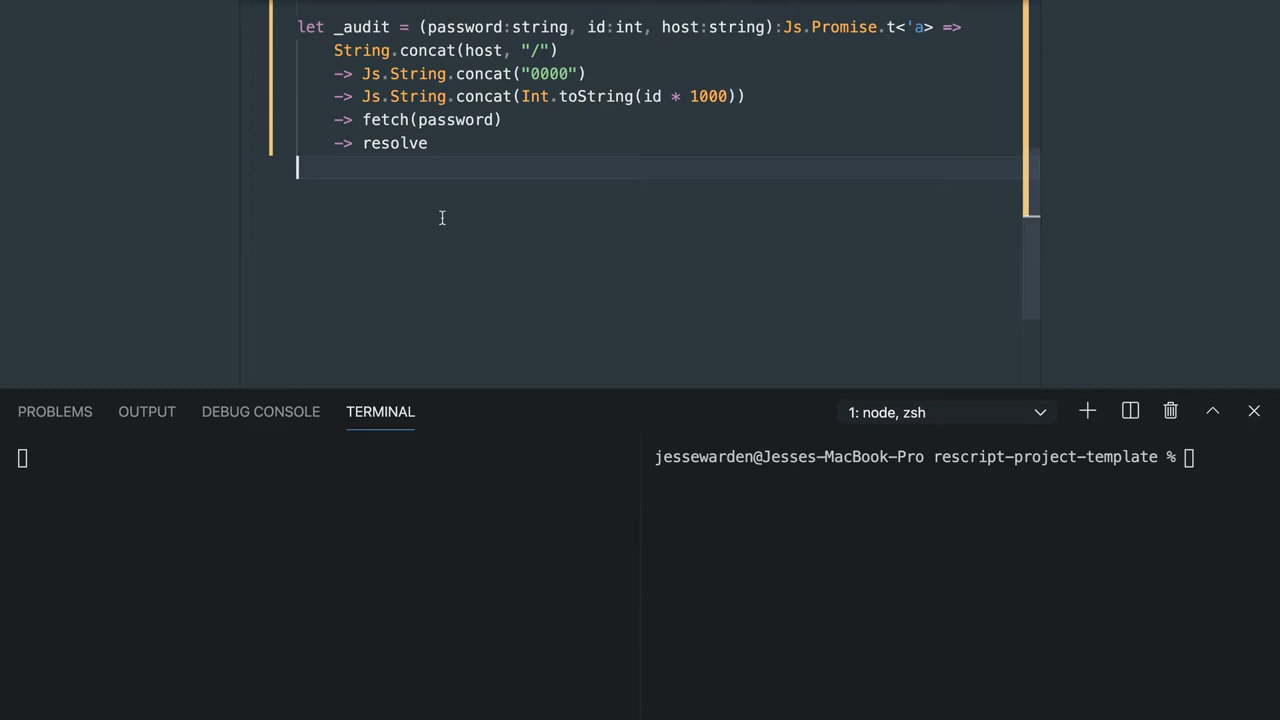 let _audit = (password:string, id:int, host:string):Js.Promise.t<'a> =>
String.concat(host, "/")
-> Js.String.concat("0000")
-> Js.String.concat(Int.toString(id * 1000))
-> fetch(password)
-> resolve
PROBLEMS OUTPUT DEBUG CONSOLE TERMINAL 1: node, zsh
jessewarden@Jesses-MacBook-Pro rescript-project-template %